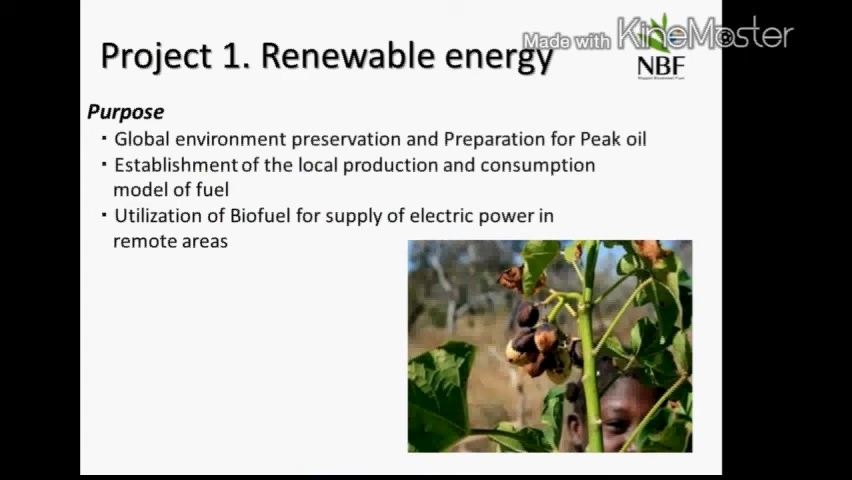 Made with KineMaster
Project 1. Renewable energy
NBF
Purpose
・Global environment preservation and Preparation for Peak oil
・Establishment of the local production and consumption
model of fuel
・Utilization of Biofuel for supply of electric power in
remote areas